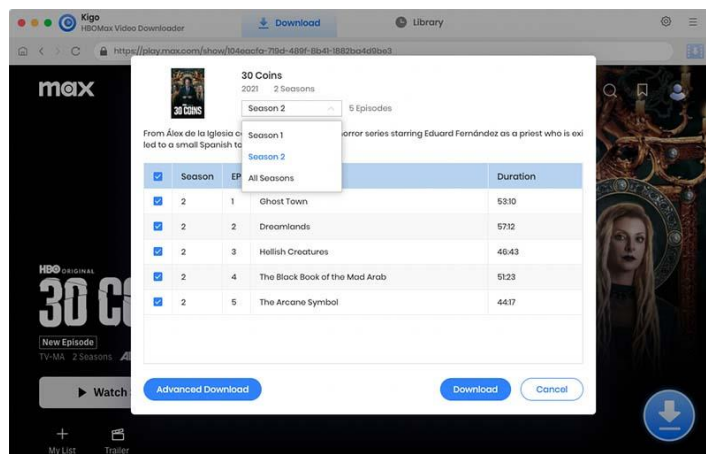 Kigo
HBOMax Video Downloader
Download
Library
https://play.max.com/show/104eacfa-719d-489f-8b41-1882ba4d9be3
max
30 COINS
30 Coins
2021 2 Seasons
Season 2 5 Episodes
From Álex de la Iglesia c orror series starring Eduard Fernández as a priest who is exi
led to a small Spanish to
Season 1
Season 2
All Seasons
Season EP Duration
2 1 Ghost Town 53:10
2 2 Dreamlands 57:12
2 3 Hellish Creatures 46:43
2 4 The Black Book of the Mad Arab 51:23
2 5 The Arcane Symbol 44:17
HBO ORIGINAL
30 C
New Episode
TV-MA 2 Seasons
Watch
Advanced Download
Download
Cancel
My List Trailer